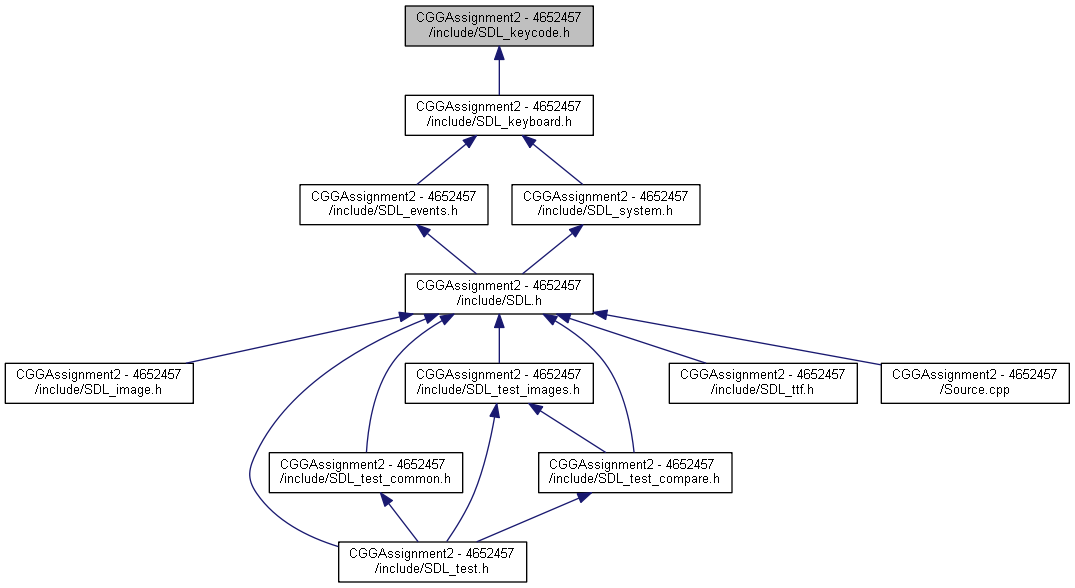 CGGAssignment2 - 4652457
/include/SDL_keycode.h
CGGAssignment2 - 4652457
/include/SDL_keyboard.h
CGGAssignment2 - 4652457
/include/SDL_events.h
CGGAssignment2 - 4652457
/include/SDL_system.h
CGGAssignment2 - 4652457
/include/SDL.h
CGGAssignment2 - 4652457
/include/SDL_image.h
CGGAssignment2 - 4652457
/include/SDL_test_images.h
CGGAssignment2 - 4652457
/include/SDL_ttf.h
CGGAssignment2 - 4652457
/Source.cpp
CGGAssignment2 - 4652457
/include/SDL_test_common.h
CGGAssignment2 - 4652457
/include/SDL_test_compare.h
CGGAssignment2 - 4652457
/include/SDL_test.h